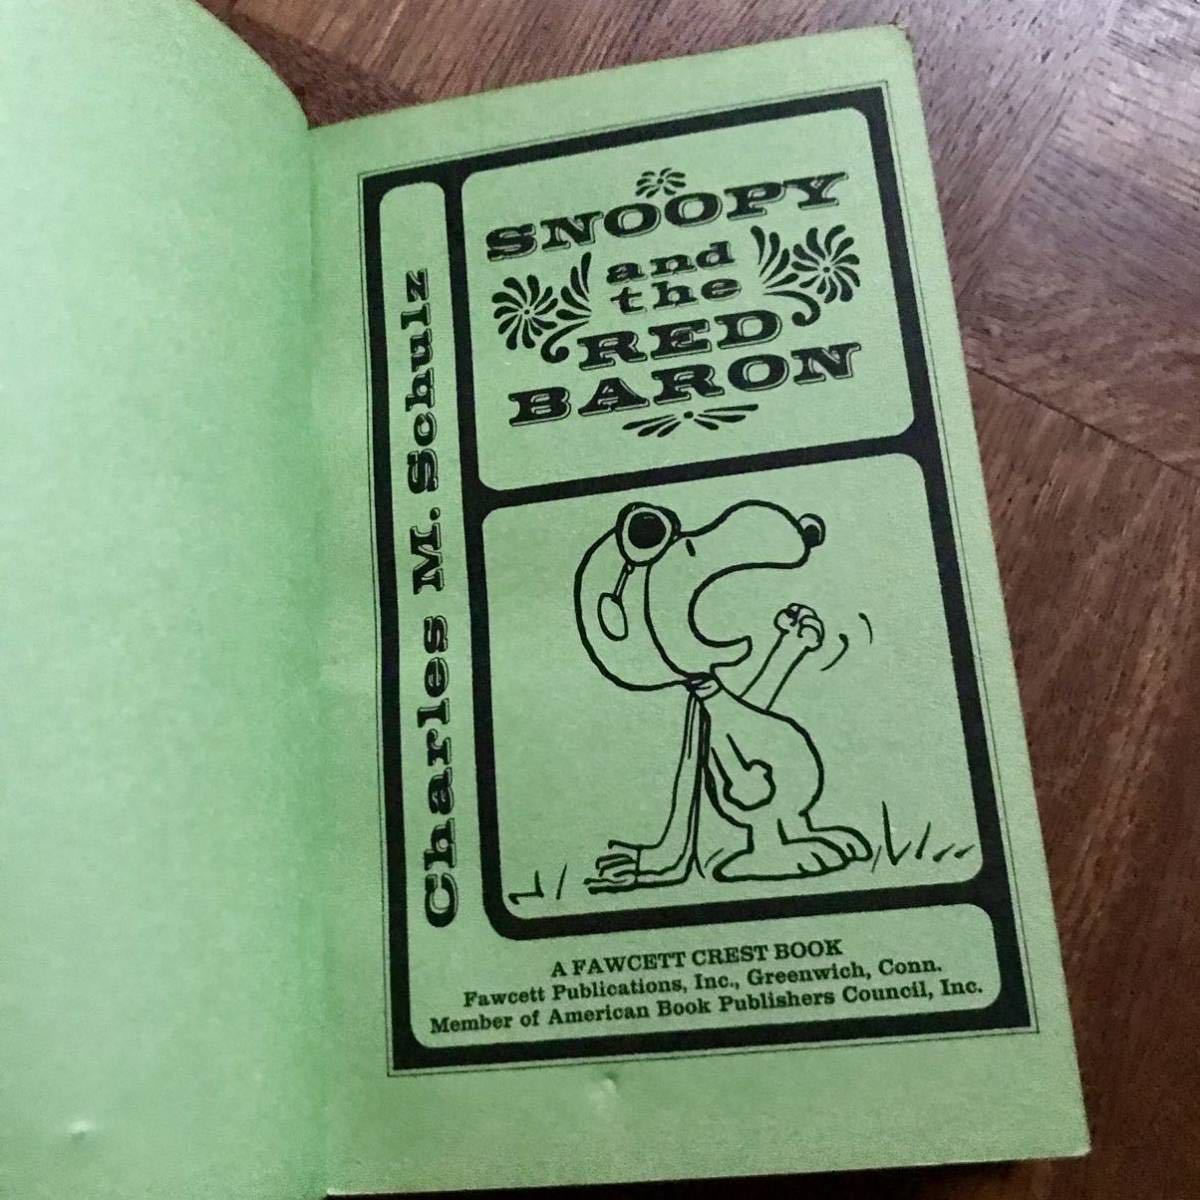 SNOOPY
and
the
RED
BARON
Charles M. Schulz
A FAWCETT CREST BOOK
Fawcett Publications, Inc., Greenwich, Conn.
Member of American Book Publishers Council, Inc.